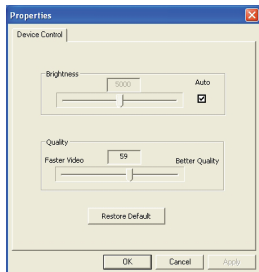 Properties
Device Control
Brightness
5000
Auto
Quality
Faster Video
59
Better Quality
Restore Default
OK
Cancel
Apply